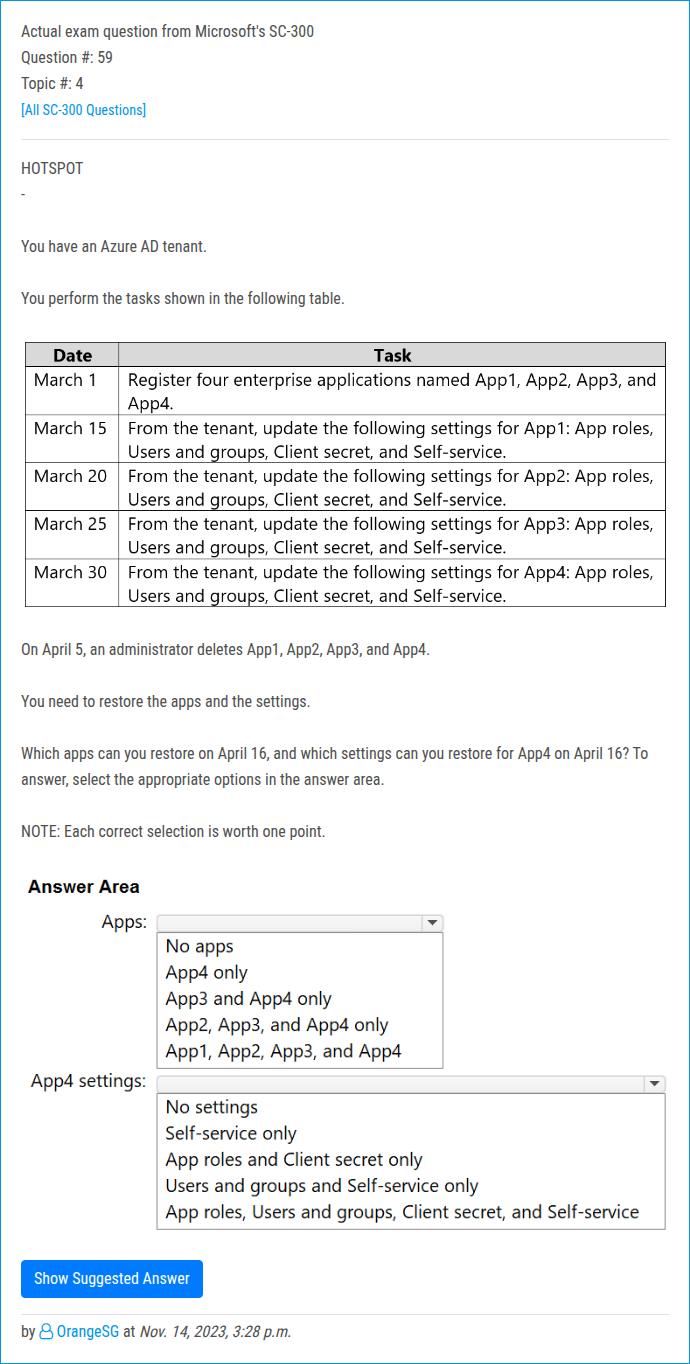 Actual exam question from Microsoft's SC-300
Question #: 59
Topic #: 4
[All SC-300 Questions]
HOTSPOT
-
You have an Azure AD tenant.
You perform the tasks shown in the following table.
Date Task
March 1 Register four enterprise applications named App1, App2, App3, and
App4.
March 15 From the tenant, update the following settings for App1: App roles,
Users and groups, Client secret, and Self-service.
March 20 From the tenant, update the following settings for App2: App roles,
Users and groups, Client secret, and Self-service.
March 25 From the tenant, update the following settings for App3: App roles,
Users and groups, Client secret, and Self-service.
March 30 From the tenant, update the following settings for App4: App roles,
Users and groups, Client secret, and Self-service.
On April 5, an administrator deletes App1, App2, App3, and App4.
You need to restore the apps and the settings.
Which apps can you restore on April 16, and which settings can you restore for App4 on April 16? To
answer, select the appropriate options in the answer area.
NOTE: Each correct selection is worth one point.
Answer Area
Apps:
No apps
App4 only
App3 and App4 only
App2, App3, and App4 only
App1, App2, App3, and App4
App4 settings:
No settings
Self-service only
App roles and Client secret only
Users and groups and Self-service only
App roles, Users and groups, Client secret, and Self-service
Show Suggested Answer
by OrangeSG at Nov. 14, 2023, 3:28 p.m.